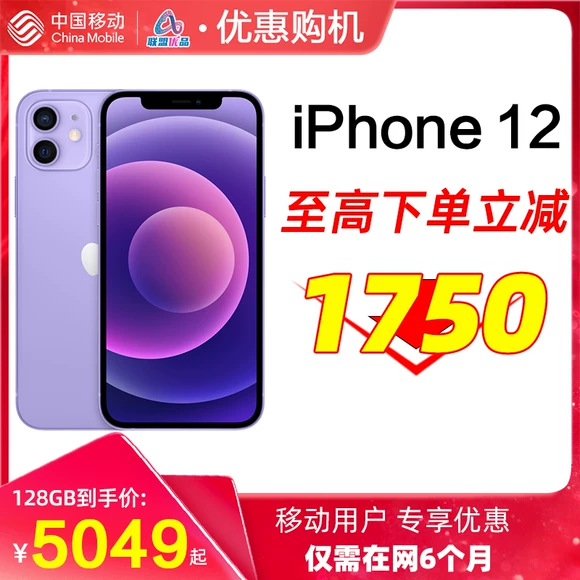 中国移动
China Mobile
联盟优品
·优惠购机
iPhone 12
至高下单立减
1750
128GB到手价:
¥5049起
移动用户 专享优惠
仅需在网6个月